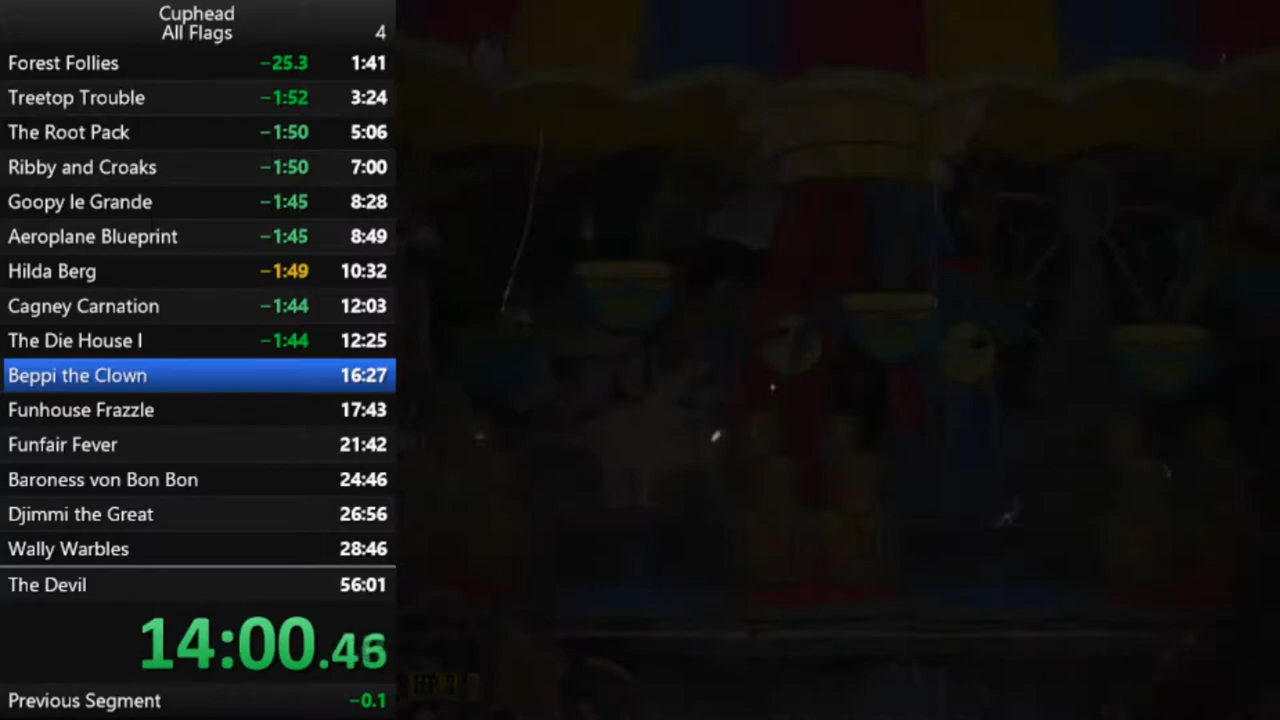 Cuphead
All Flags 4
Forest Follies −25.3 1:41
Treetop Trouble −1:52 3:24
The Root Pack −1:50 5:06
Ribby and Croaks −1:50 7:00
Goopy le Grande −1:45 8:28
Aeroplane Blueprint −1:45 8:49
Hilda Berg −1:49 10:32
Cagney Carnation −1:44 12:03
The Die House I −1:44 12:25
Beppi the Clown 16:27
Funhouse Frazzle 17:43
Funfair Fever 21:42
Baroness von Bon Bon 24:46
Djimmi the Great 26:56
Wally Warbles 28:46
The Devil 56:01
14:00.46
Previous Segment −0.1
HP.